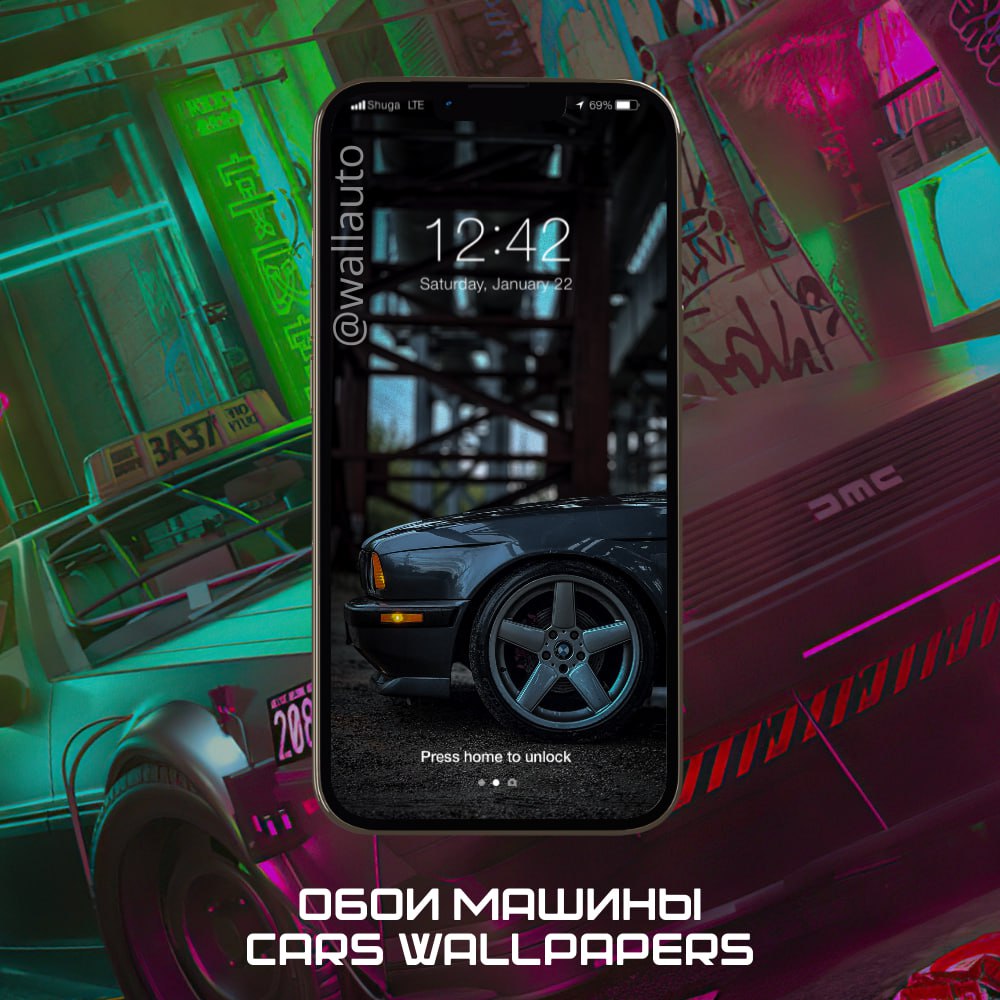 Shuga LTE
69%
@wallauto
12:42
Saturday, January 22
Press home to unlock
3A37
DMC
208
ОБОИ МАШИНЫ
CARS WALLPAPERS